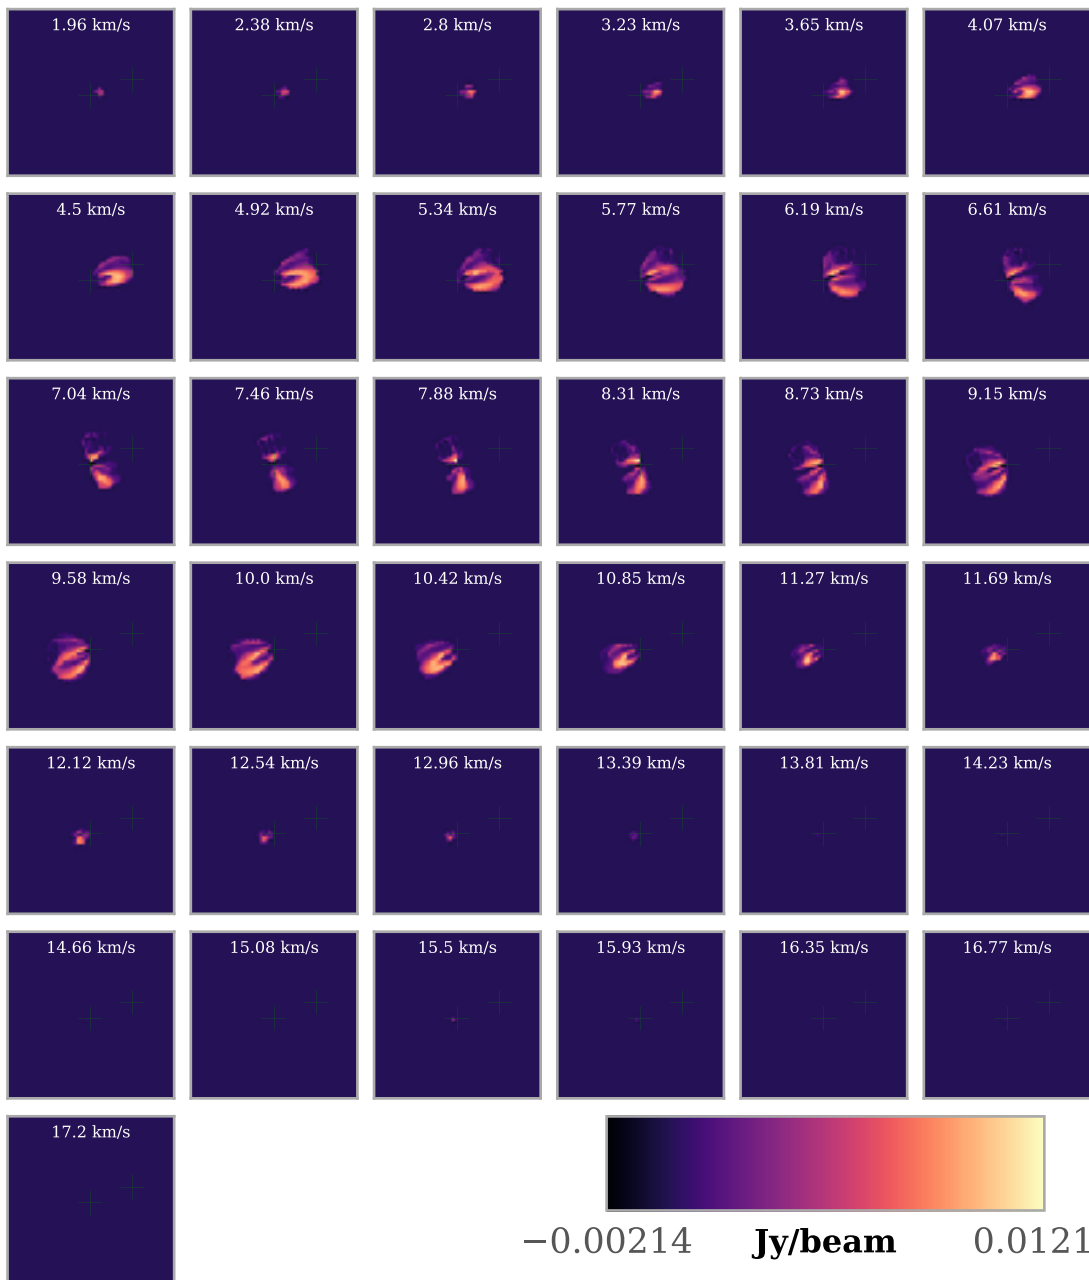 1.96 km/s
2.38 km/s
2.8 km/s
3.23 km/s
3.65 km/s
4.07 km/s
4.5 km/s
4.92 km/s
5.34 km/s
5.77 km/s
6.19 km/s
6.61 km/s
7.04 km/s
7.46 km/s
7.88 km/s
8.31 km/s
8.73 km/s
9.15 km/s
9.58 km/s
10.0 km/s
10.42 km/s
10.85 km/s
11.27 km/s
11.69 km/s
12.12 km/s
12.54 km/s
12.96 km/s
13.39 km/s
13.81 km/s
14.23 km/s
14.66 km/s
15.08 km/s
15.5 km/s
15.93 km/s
16.35 km/s
16.77 km/s
17.2 km/s
−0.00214 Jy/beam 0.0121